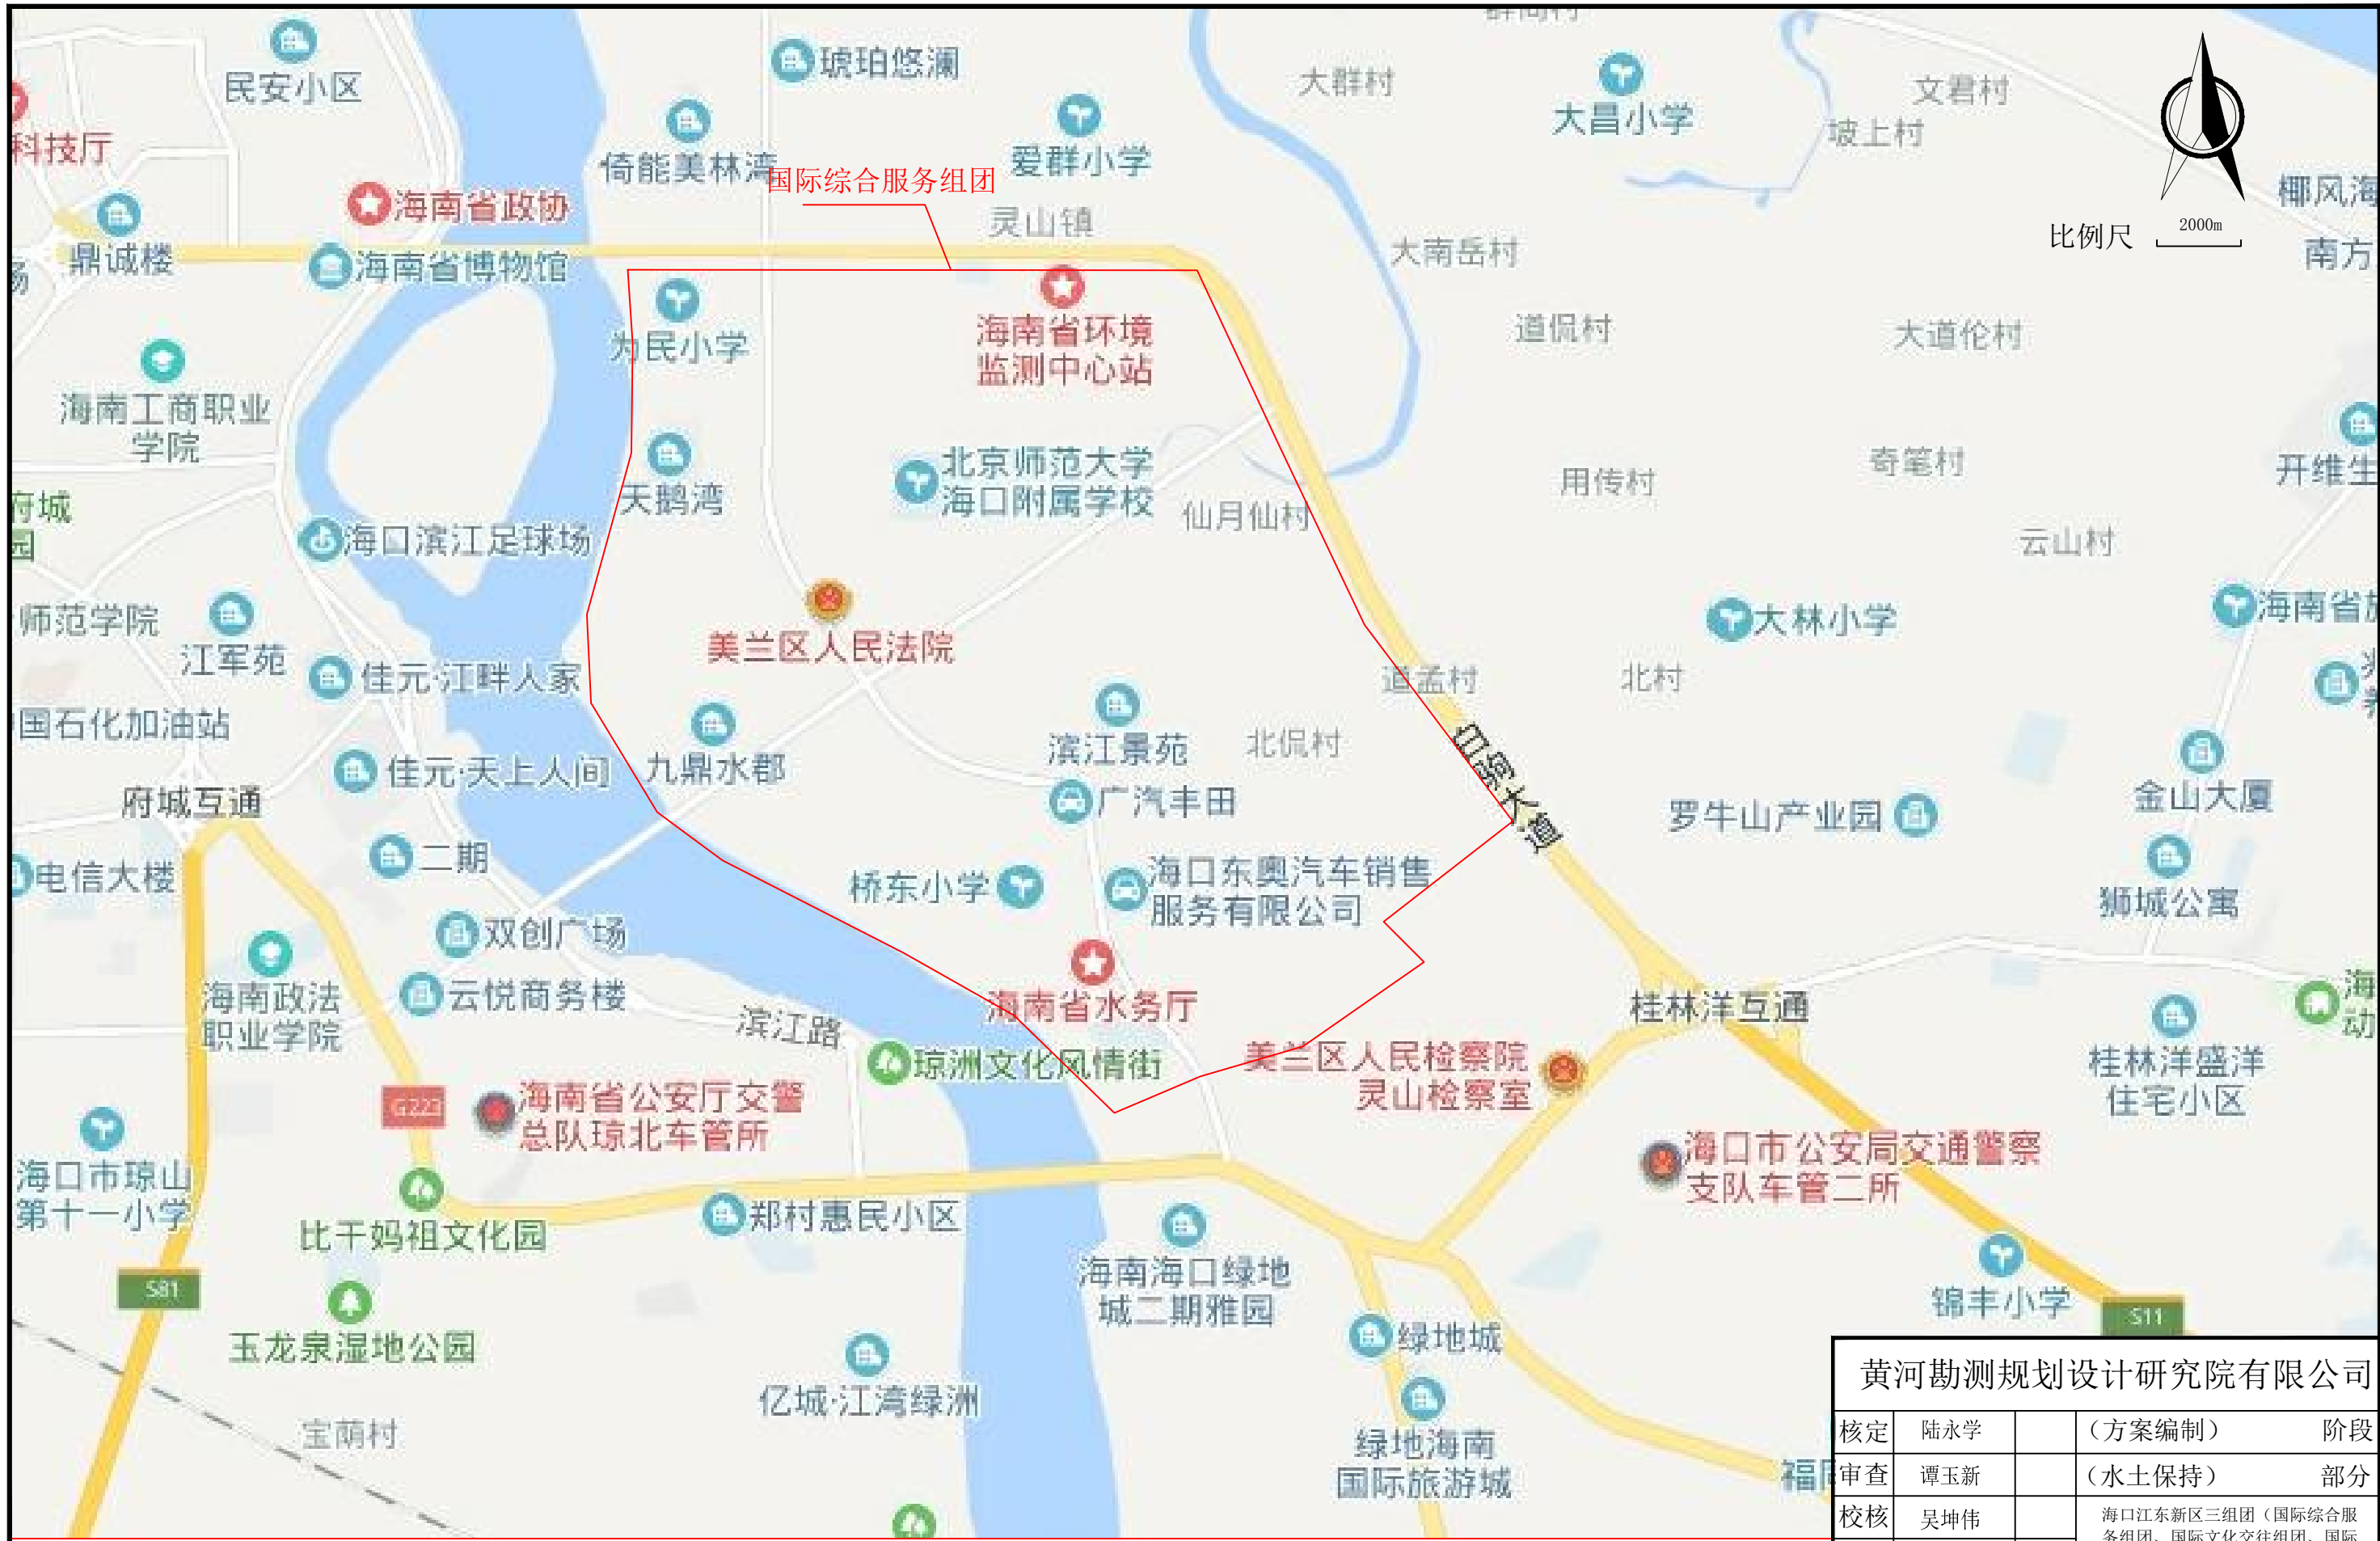 民安小区
琥珀悠澜
大群村
大昌小学
文君村
坡上村
科技厅
倚能美林湾
爱群小学
国际综合服务组团
海南省政协
灵山镇
椰风海
比例尺
2000m
鼎诚楼
海南省博物馆
大南岳村
南方
为民小学
海南省环境
监测中心站
道侃村
大道伦村
海南工商职业
学院
北京师范大学
海口附属学校
天鹅湾
仙月仙村
用传村
奇笔村
开维生
府城
园
海口滨江足球场
云山村
师范学院
江军苑
美兰区人民法院
大林小学
海南省
佳元·江畔人家
道孟村
北村
国石化加油站
佳元·天上人间
九鼎水郡
滨江景苑
北侃村
白驹大道
府城互通
广汽丰田
罗牛山产业园
金山大厦
电信大楼
二期
桥东小学
海口东奥汽车销售
服务有限公司
狮城公寓
双创广场
海南政法
职业学院
云悦商务楼
滨江路
海南省水务厅
桂林洋互通
海
动
琼洲文化风情街
美兰区人民检察院
灵山检察室
桂林洋盛洋
住宅小区
G223
海南省公安厅交警
总队琼北车管所
海口市琼山
第十一小学
海口市公安局交通警察
支队车管二所
比干妈祖文化园
郑村惠民小区
海南海口绿地
城二期雅园
S81
锦丰小学
S11
玉龙泉湿地公园
绿地城
亿城·江湾绿洲
宝荫村
绿地海南
国际旅游城
黄河勘测规划设计研究院有限公司
核定 陆永学 （方案编制） 阶段
审查 谭玉新 （水土保持） 部分
校核 吴坤伟 海口江东新区三组团（国际综合服
务组团、国际文化交往组团、国际